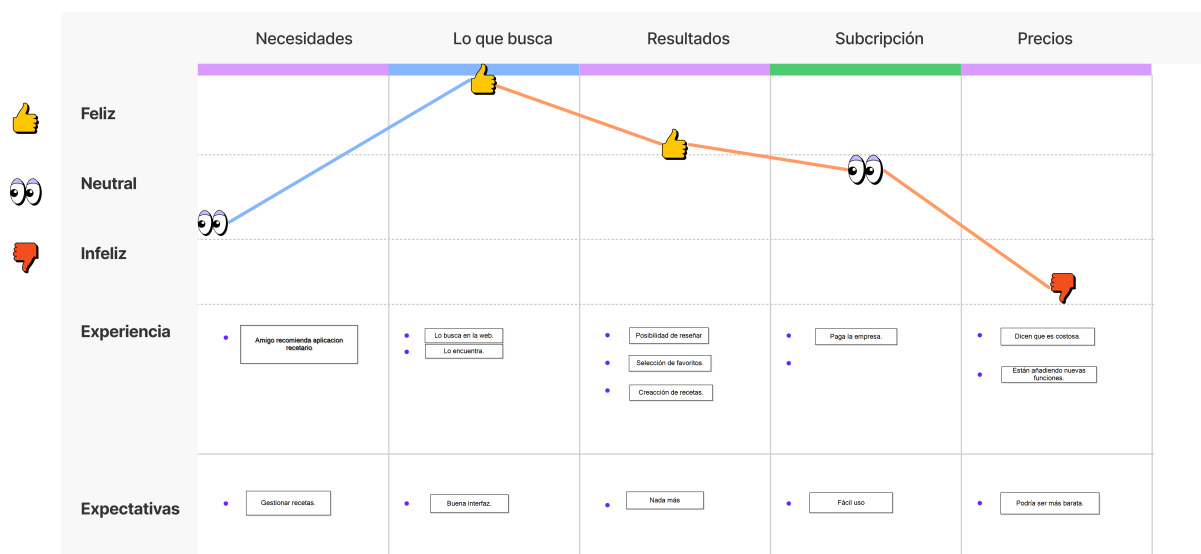 Necesidades
Lo que busca
Resultados
Subcripción
Precios
Feliz
Neutral
Infeliz
Experiencia
Amigo recomienda aplicacion
recetario
Lo busca en la web.
Lo encuentra.
Posibilidad de reseñar
Selección de favoritos.
Creacción de recetas.
Paga la empresa.
Dicen que es costosa.
Están añadiendo nuevas
funciones.
Expectativas
Gestionar recetas.
Buena interfaz.
Nada más
Fácil uso
Podría ser más barata.